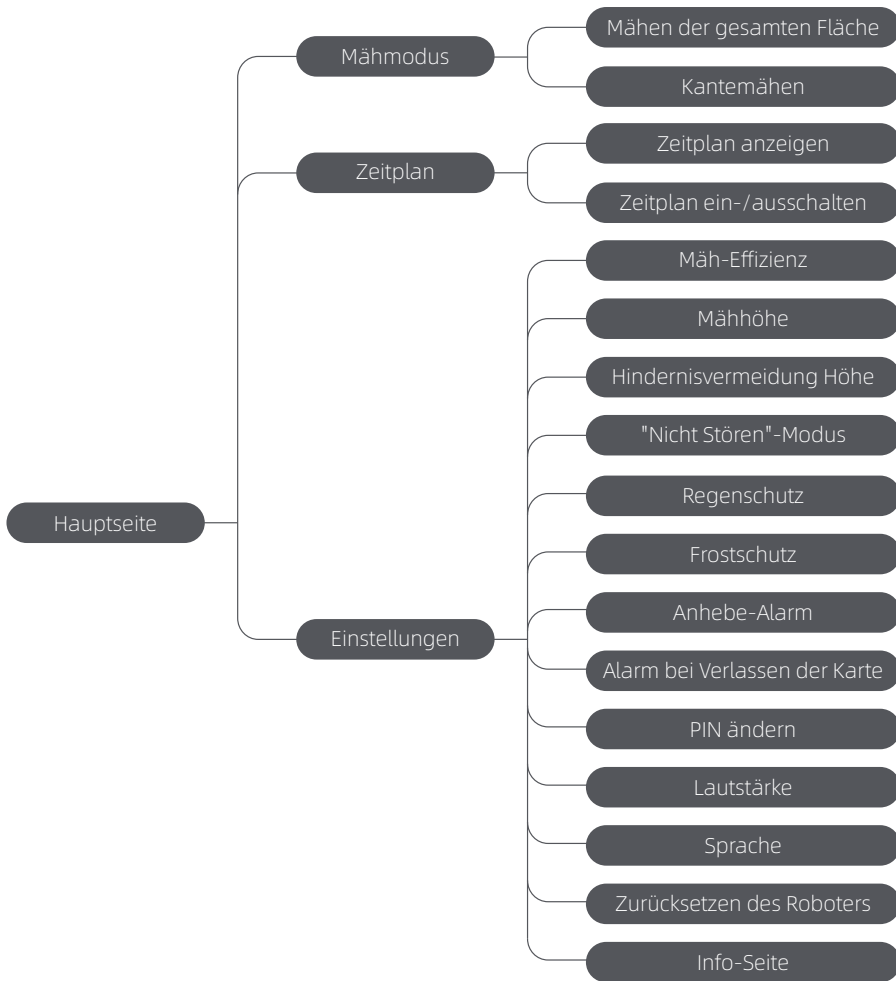 Mähen der gesamten Fläche
Mähmodus
Kantemähen
Zeitplan anzeigen
Zeitplan
Zeitplan ein-/ausschalten
Mäh-Effizienz
Mähhöhe
Hindernisvermeidung Höhe
"Nicht Stören"-Modus
Regenschutz
Hauptseite
Frostschutz
Anhebe-Alarm
Einstellungen
Alarm bei Verlassen der Karte
PIN ändern
Lautstärke
Sprache
Zurücksetzen des Roboters
Info-Seite